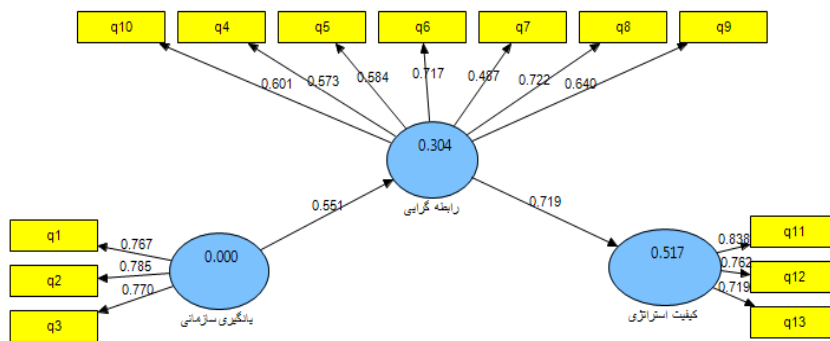 q10 q4 q5 q6 q7 q8 q9
0.601 0.573 0.584 0.717 0.487 0.722 0.640
0.304
رابطه گرایی
0.551 0.719
q1 0.767
q2 0.785
q3 0.770
0.000
یانگیری سازمانی
0.517
کیفیت استراتژی
0.838 q11
0.762 q12
0.719 q13